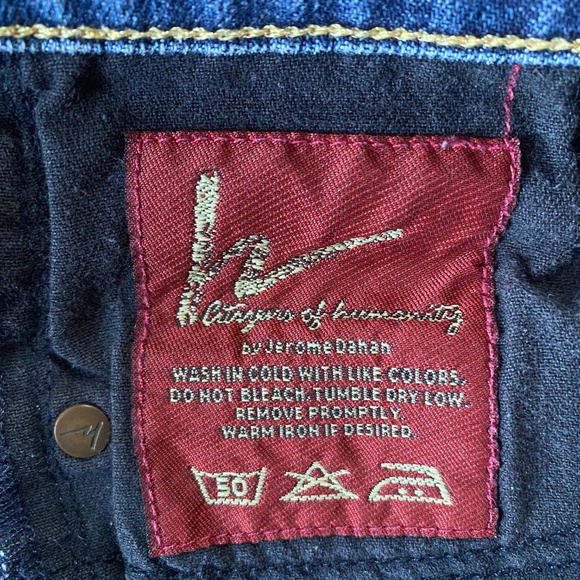 Citizens of humanity
by Jerome Dahan
WASH IN COLD WITH LIKE COLORS.
DO NOT BLEACH. TUMBLE DRY LOW.
REMOVE PROMPTLY.
WARM IRON IF DESIRED.
30